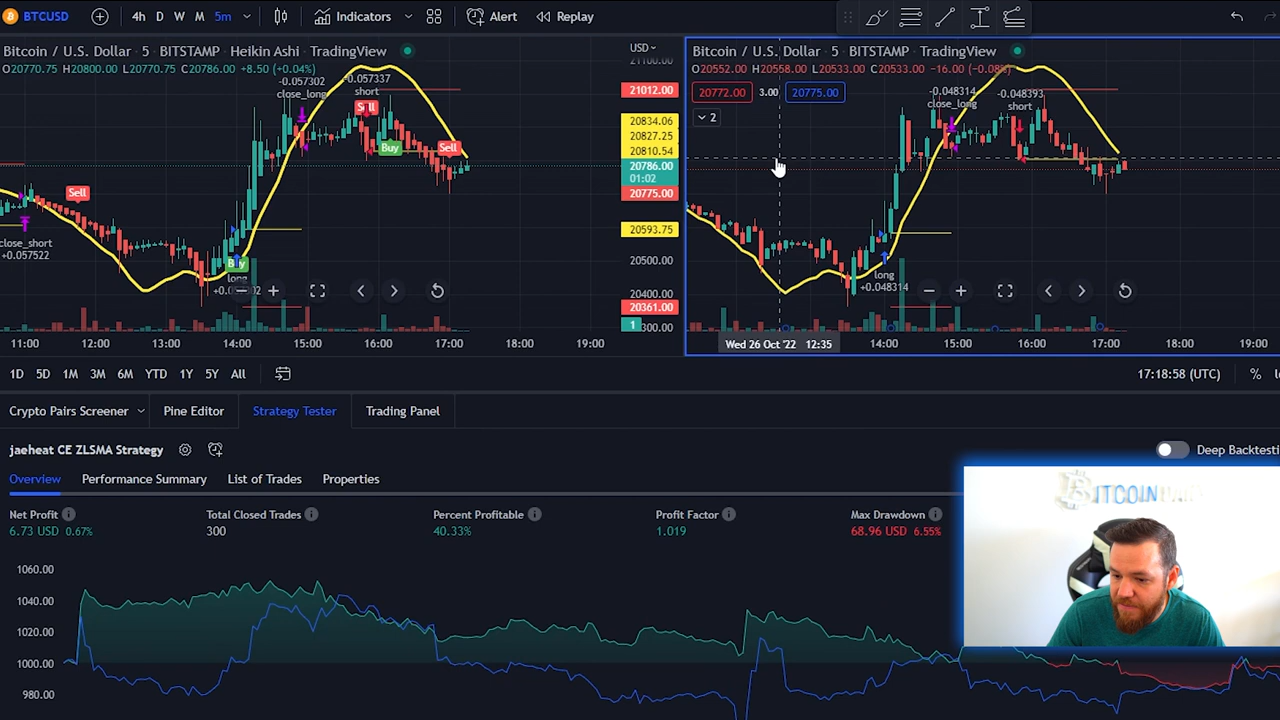 BTCUSD 4h D W M 5m Indicators Alert Replay
Bitcoin / U.S. Dollar · 5 · BITSTAMP · Heikin Ashi · TradingView
O20770.75 H20800.00 L20770.75 C20786.00 +8.50 (+0.04%)
USD
21100.00
21012.00
20834.06
20827.25
20810.54
20786.00
01:02
20775.00
20593.75
20500.00
20400.00
20361.00
1
300.00
-0.057302
close_long
-0.057337
short
Sell
Buy
Sell
Sell
close_short
+0.057522
Buy
long
11:00 12:00 13:00 14:00 15:00 16:00 17:00 18:00 19:00
Bitcoin / U.S. Dollar · 5 · BITSTAMP · TradingView
O20552.00 H20558.00 L20533.00 C20533.00 −16.00 (−0.08%)
20772.00 3.00 20775.00
2
-0.048314
close_long
-0.048393
short
long
+0.048314
Wed 26 Oct '22 12:35
14:00 15:00 16:00 17:00 18:00 19:00
1D 5D 1M 3M 6M YTD 1Y 5Y All
17:18:58 (UTC) %
Crypto Pairs Screener Pine Editor Strategy Tester Trading Panel
jaeheat CE ZLSMA Strategy
Deep Backtesti
Overview Performance Summary List of Trades Properties
Net Profit Total Closed Trades Percent Profitable Profit Factor Max Drawdown
6.73 USD 0.67% 300 40.33% 1.019 68.96 USD 6.55%
1060.00
1040.00
1020.00
1000.00
980.00